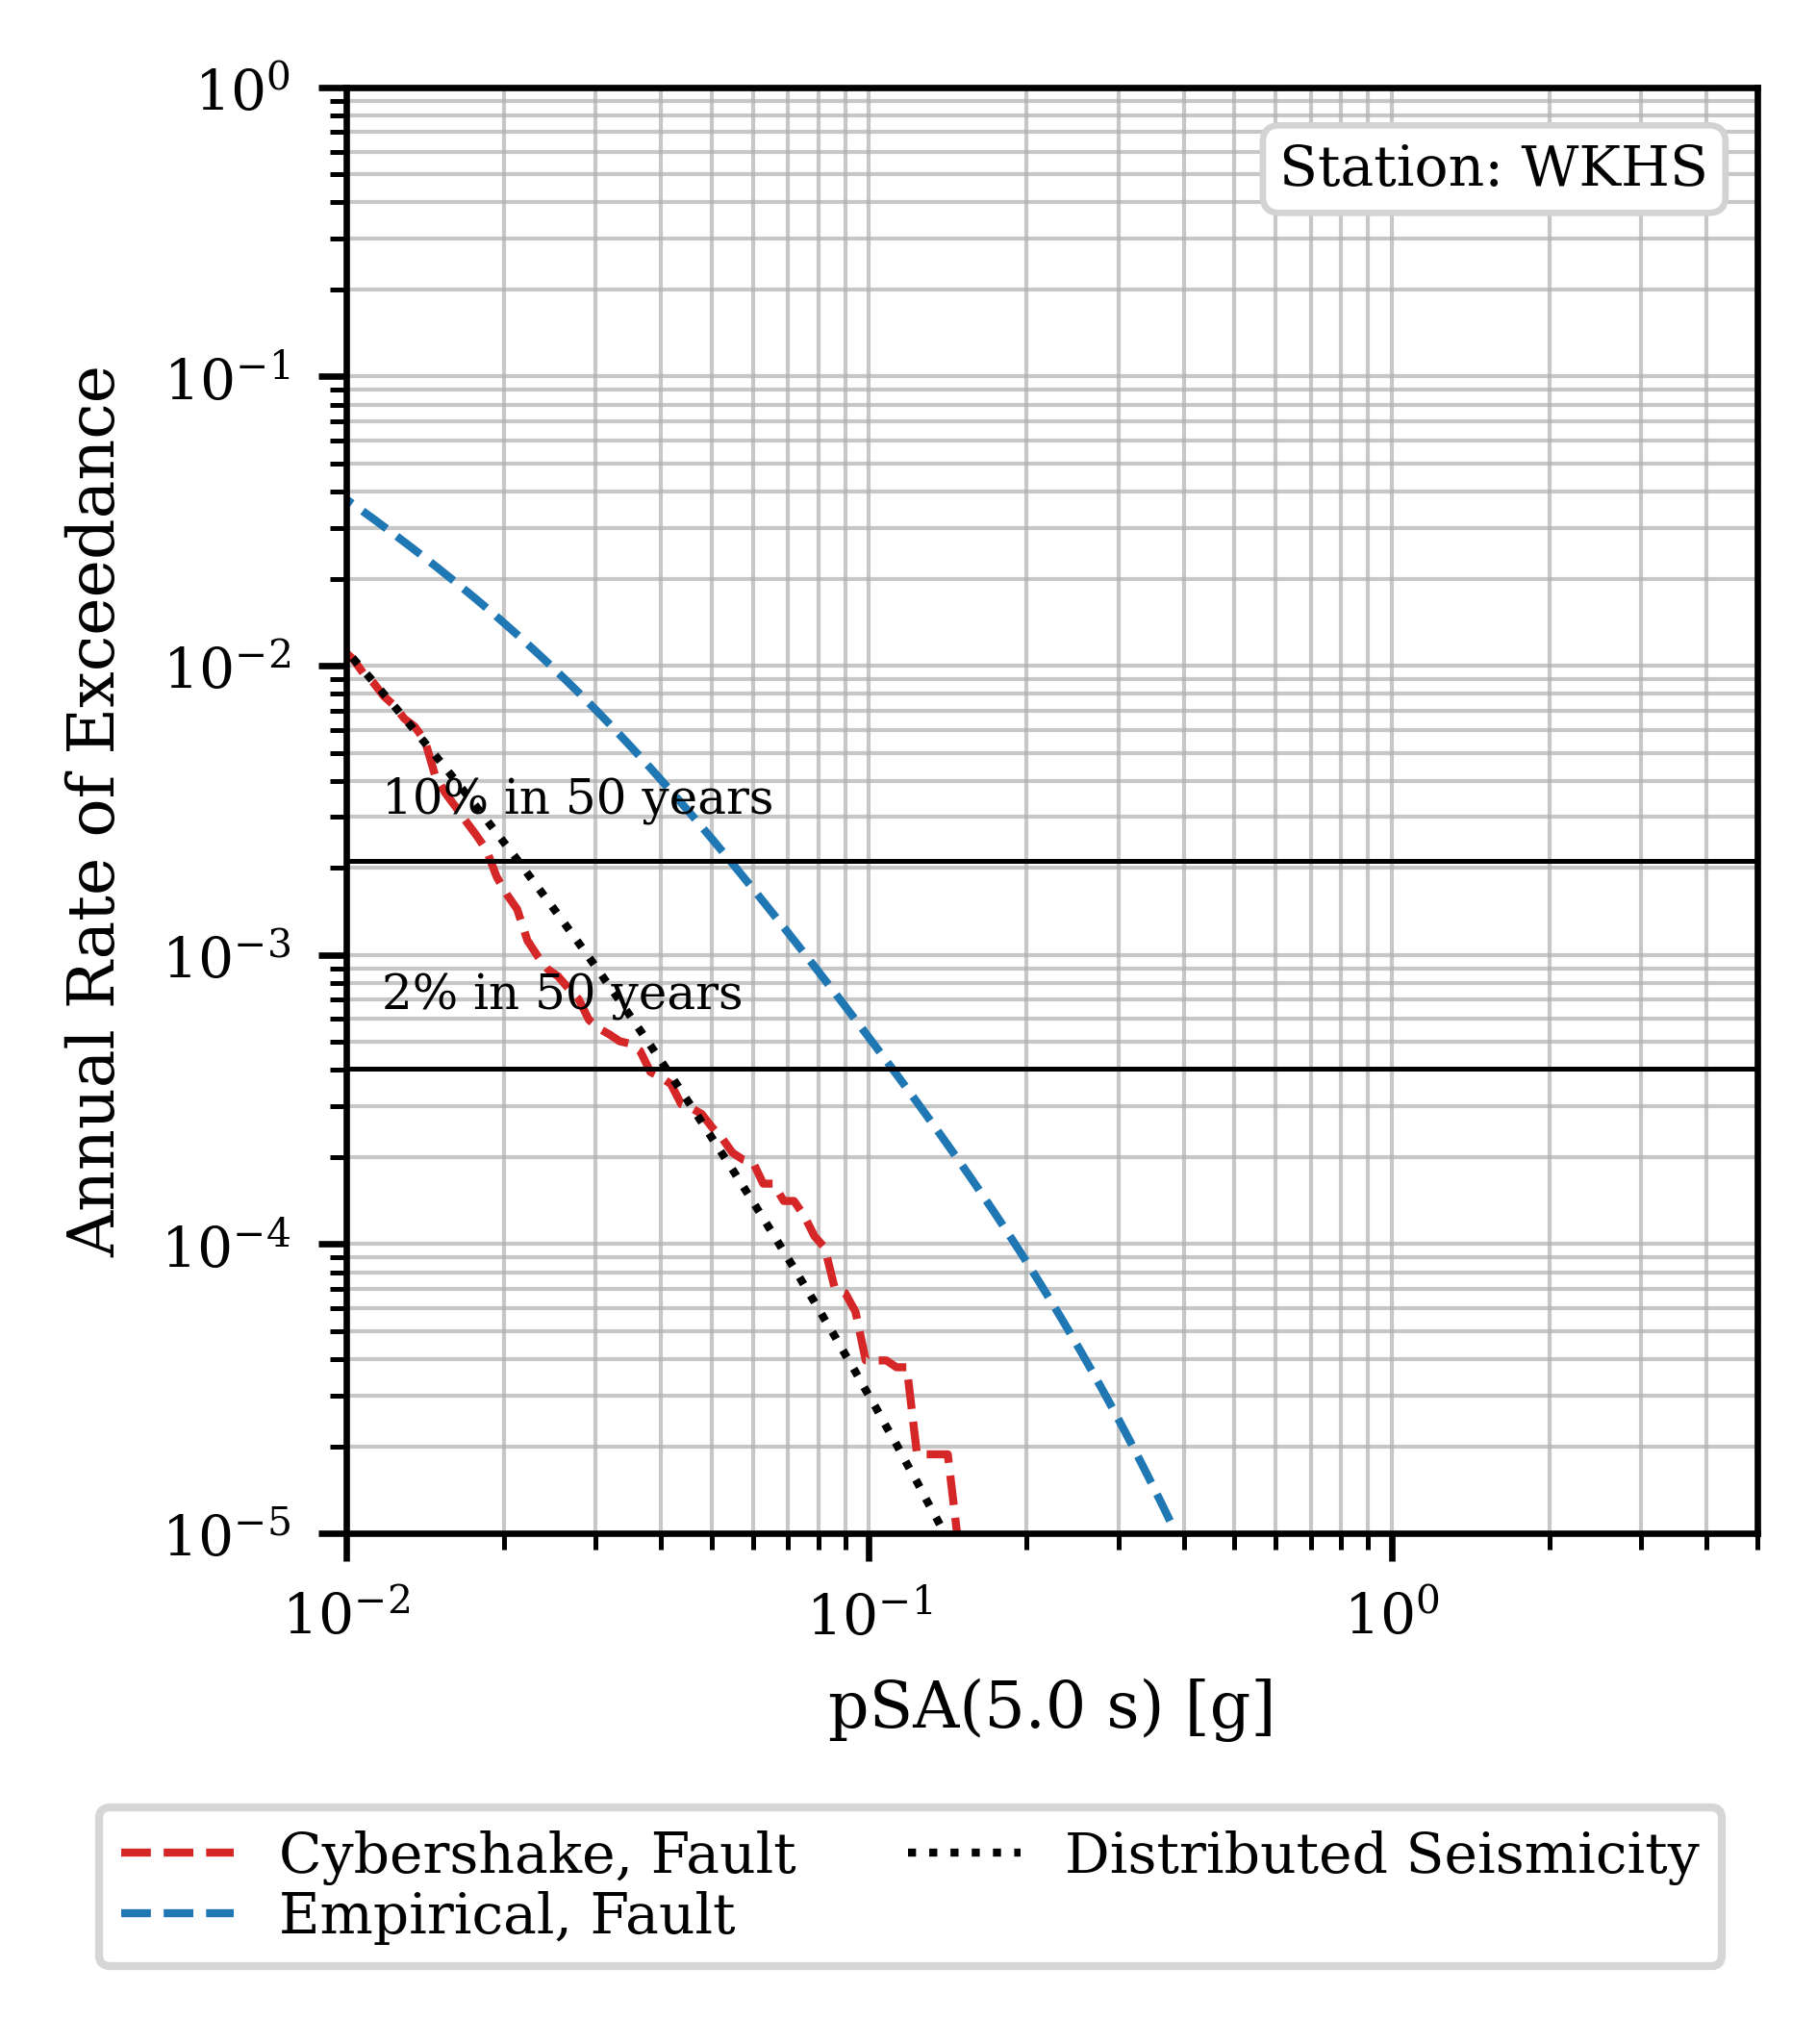 10⁰
Station: WKHS
10⁻¹
10⁻²
10% in 50 years
10⁻³
2% in 50 years
10⁻⁴
10⁻⁵
Annual Rate of Exceedance
10⁻² 10⁻¹ 10⁰
pSA(5.0 s) [g]
Cybershake, Fault
Empirical, Fault
Distributed Seismicity